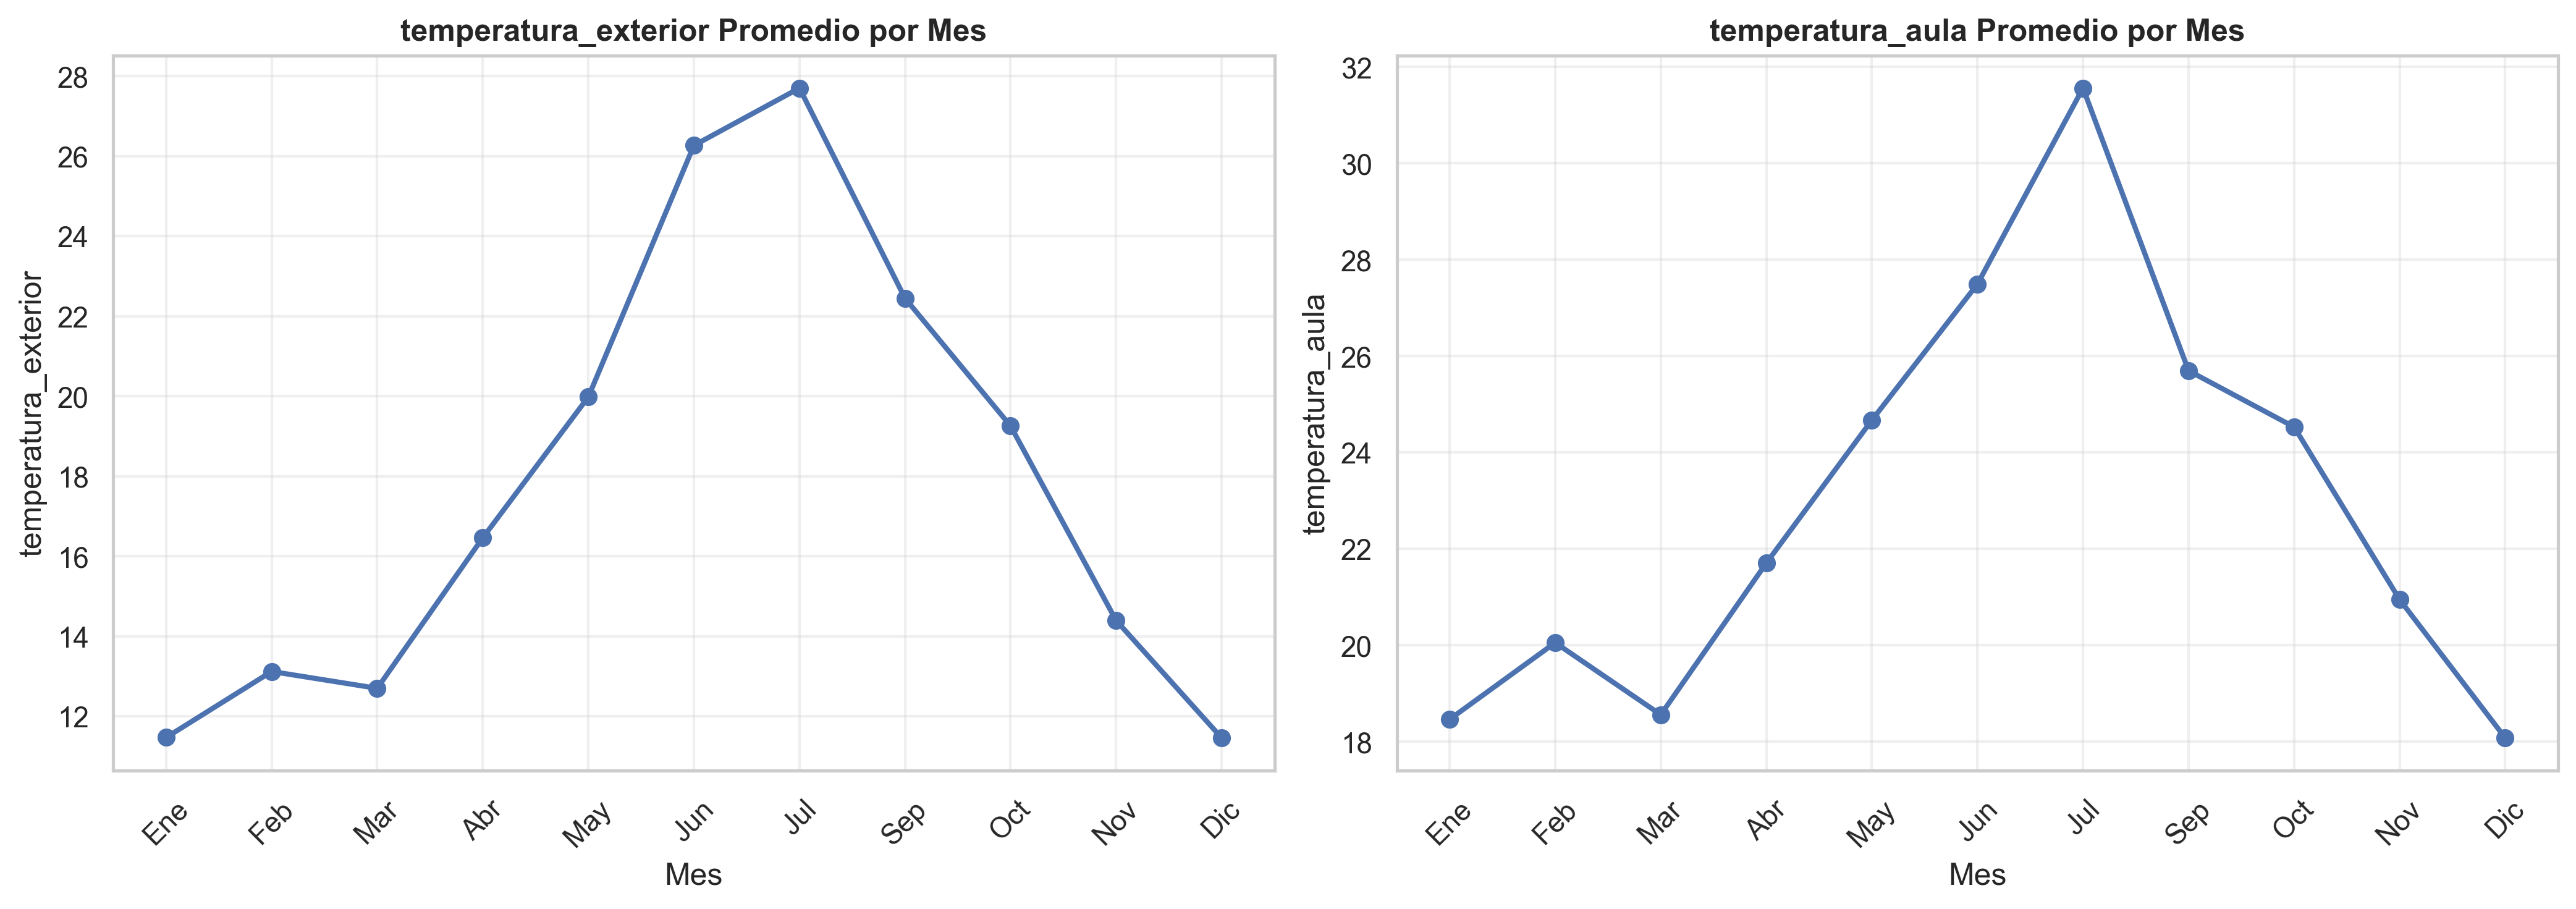 temperatura_exterior Promedio por Mes
temperatura_exterior
28
26
24
22
20
18
16
14
12
Ene Feb Mar Abr May Jun Jul Sep Oct Nov Dic
Mes
temperatura_aula Promedio por Mes
temperatura_aula
32
30
28
26
24
22
20
18
Ene Feb Mar Abr May Jun Jul Sep Oct Nov Dic
Mes